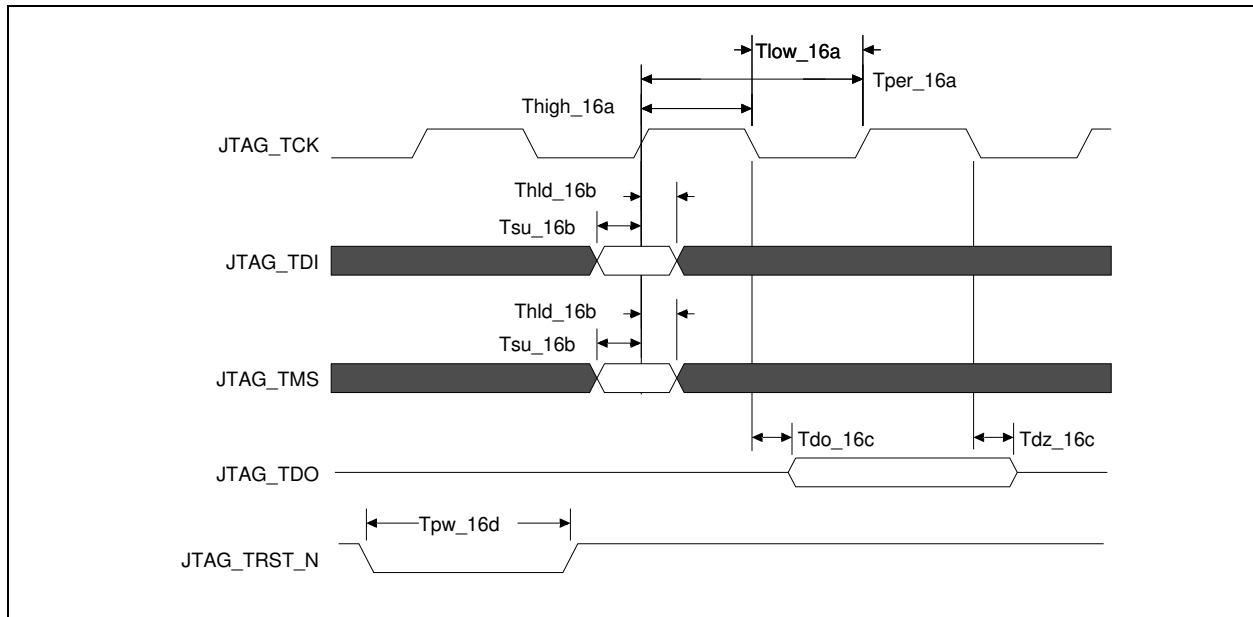 Tlow_16a
Tper_16a
Thigh_16a
JTAG_TCK
Thld_16b
Tsu_16b
JTAG_TDI
Thld_16b
Tsu_16b
JTAG_TMS
Tdo_16c
Tdz_16c
JTAG_TDO
Tpw_16d
JTAG_TRST_N